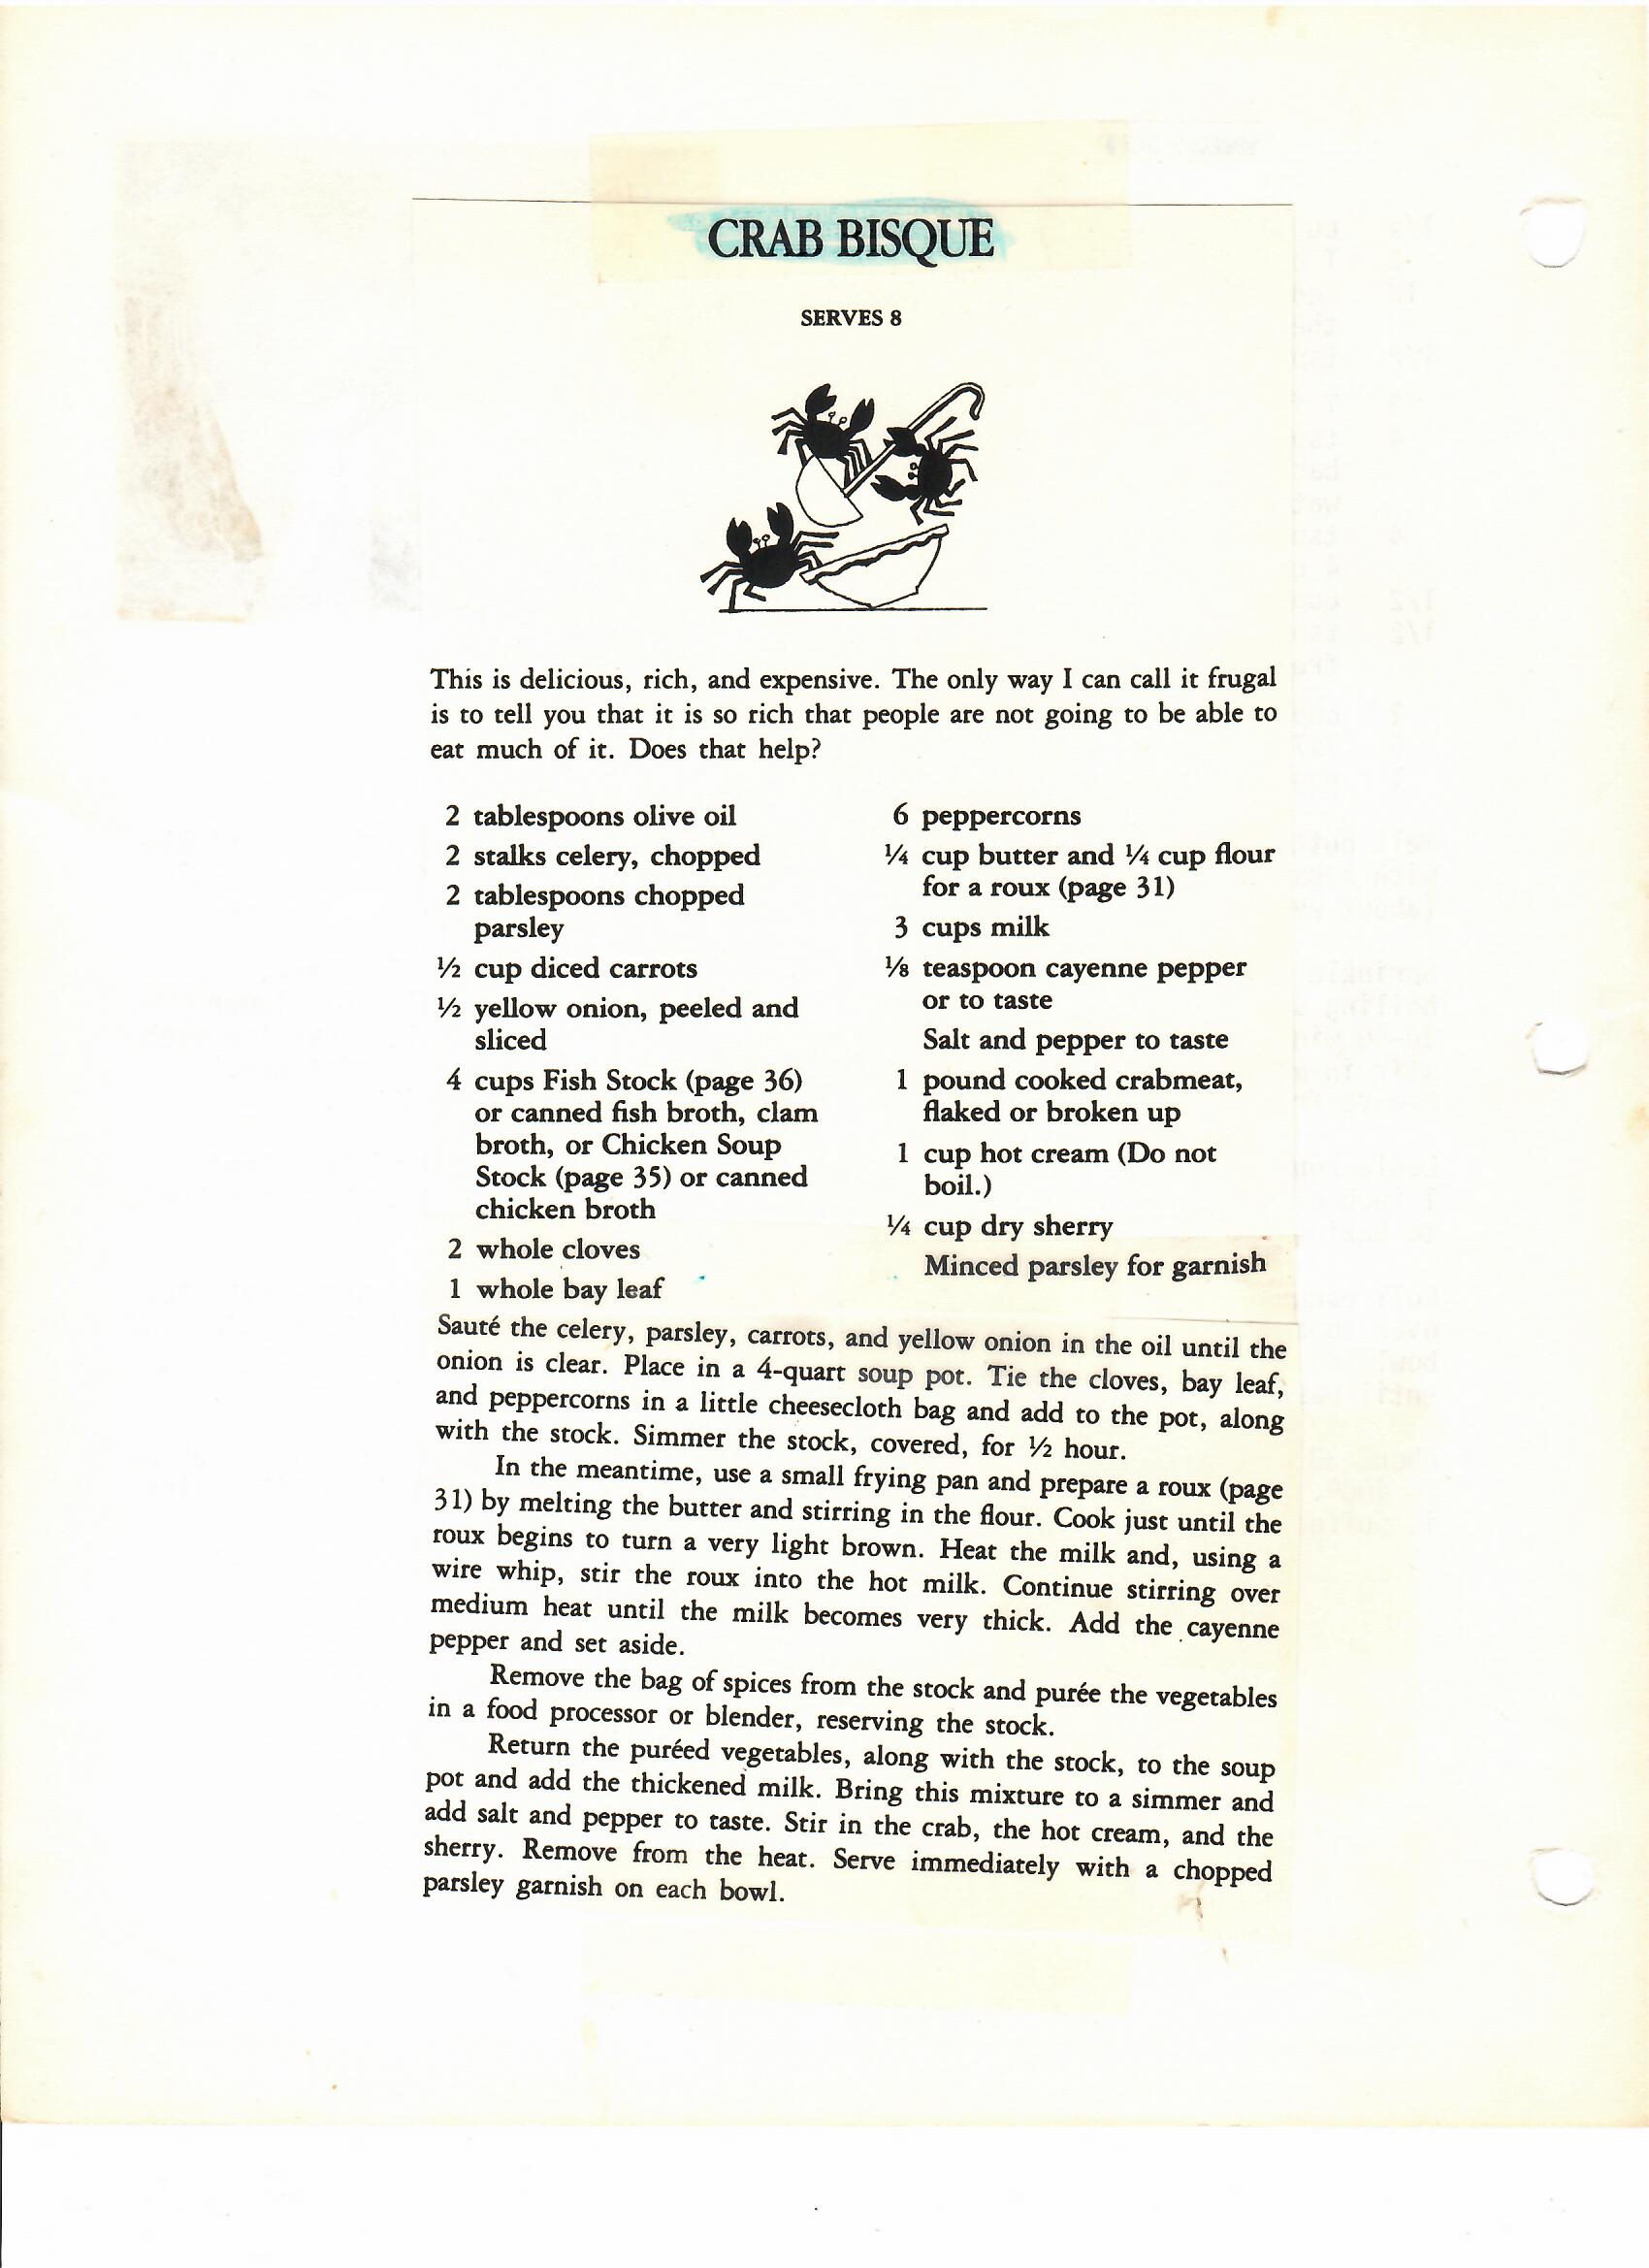 CRAB BISQUE
SERVES 8
This is delicious, rich, and expensive. The only way I can call it frugal
is to tell you that it is so rich that people are not going to be able to
eat much of it. Does that help?
2 tablespoons olive oil
2 stalks celery, chopped
2 tablespoons chopped
parsley
½ cup diced carrots
½ yellow onion, peeled and
sliced
4 cups Fish Stock (page 36)
or canned fish broth, clam
broth, or Chicken Soup
Stock (page 35) or canned
chicken broth
2 whole cloves
1 whole bay leaf
6 peppercorns
¼ cup butter and ¼ cup flour
for a roux (page 31)
3 cups milk
⅛ teaspoon cayenne pepper
or to taste
Salt and pepper to taste
1 pound cooked crabmeat,
flaked or broken up
1 cup hot cream (Do not
boil.)
¼ cup dry sherry
Minced parsley for garnish
Sauté the celery, parsley, carrots, and yellow onion in the oil until the
onion is clear. Place in a 4-quart soup pot. Tie the cloves, bay leaf,
and peppercorns in a little cheesecloth bag and add to the pot, along
with the stock. Simmer the stock, covered, for ½ hour.
In the meantime, use a small frying pan and prepare a roux (page
31) by melting the butter and stirring in the flour. Cook just until the
roux begins to turn a very light brown. Heat the milk and, using a
wire whip, stir the roux into the hot milk. Continue stirring over
medium heat until the milk becomes very thick. Add the cayenne
pepper and set aside.
Remove the bag of spices from the stock and purée the vegetables
in a food processor or blender, reserving the stock.
Return the puréed vegetables, along with the stock, to the soup
pot and add the thickened milk. Bring this mixture to a simmer and
add salt and pepper to taste. Stir in the crab, the hot cream, and the
sherry. Remove from the heat. Serve immediately with a chopped
parsley garnish on each bowl.